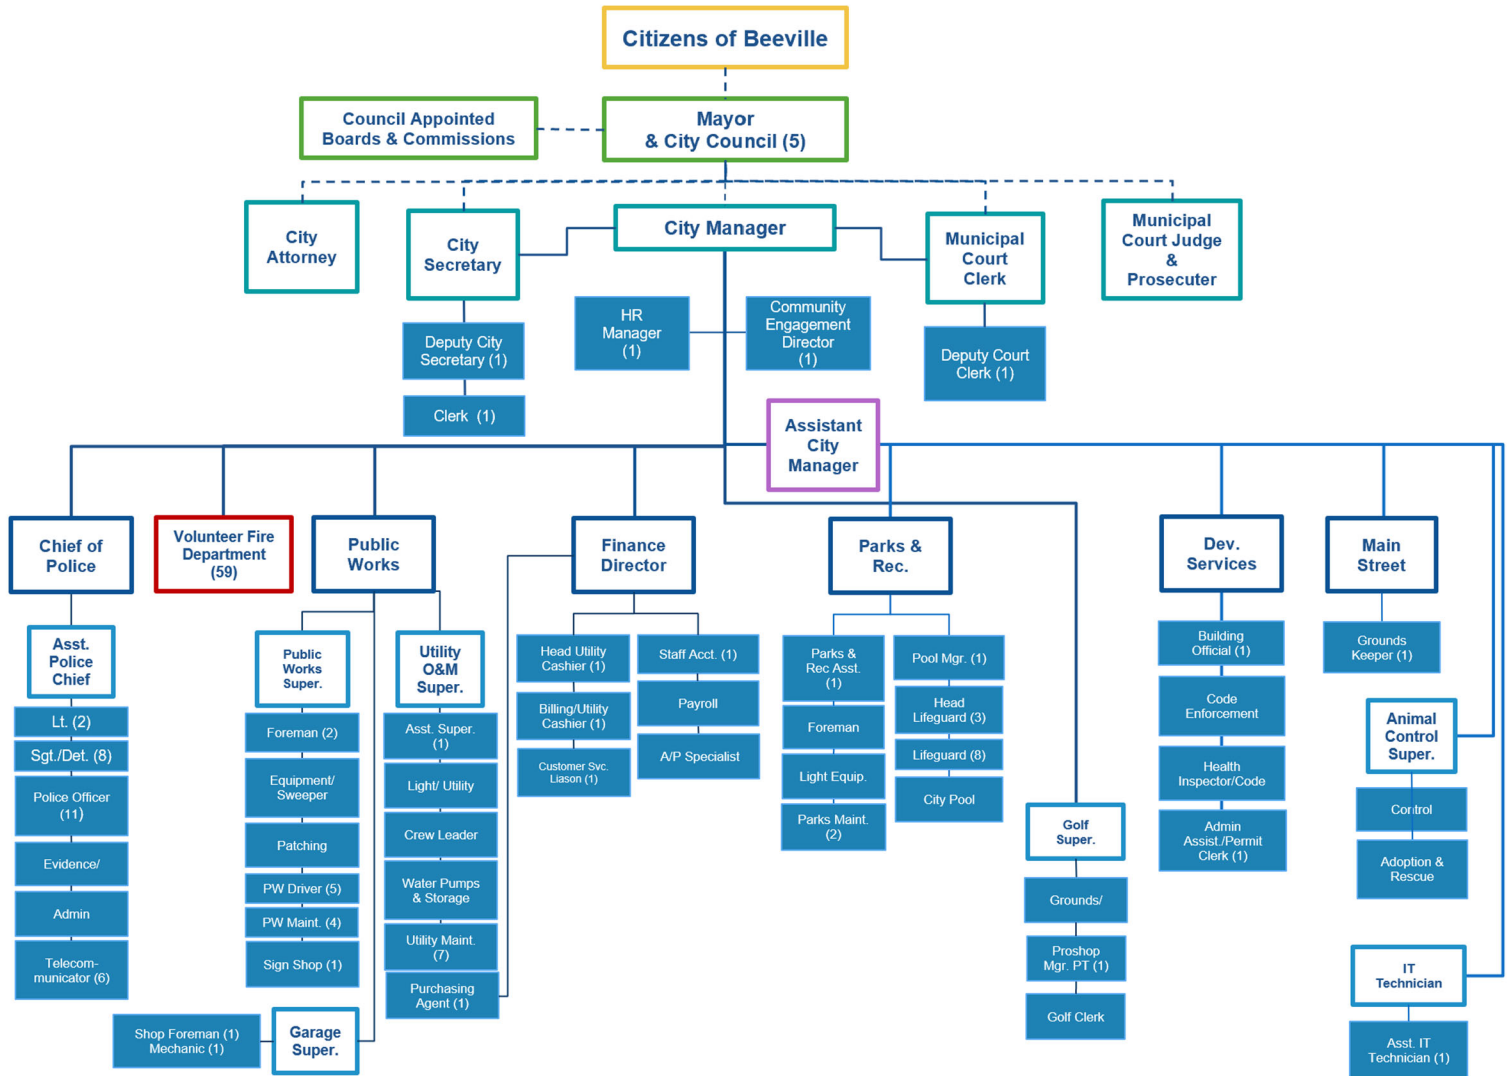 Citizens of Beeville
Council Appointed
Boards & Commissions
Mayor
& City Council (5)
City
Attorney
City
Secretary
City Manager
Municipal
Court
Clerk
Municipal
Court Judge
&
Prosecuter
Deputy City
Secretary (1)
Clerk (1)
HR
Manager
(1)
Community
Engagement
Director
(1)
Deputy Court
Clerk (1)
Assistant
City
Manager
Chief of
Police
Volunteer Fire
Department
(59)
Public
Works
Finance
Director
Parks &
Rec.
Dev.
Services
Main
Street
Asst.
Police
Chief
Lt. (2)
Sgt./Det. (8)
Police Officer
(11)
Evidence/
Admin
Telecom-
municator (6)
Public
Works
Super.
Foreman (2)
Equipment/
Sweeper
Patching
PW Driver (5)
PW Maint. (4)
Sign Shop (1)
Shop Foreman (1)
Mechanic (1)
Garage
Super.
Utility
O&M
Super.
Asst. Super.
(1)
Light/ Utility
Crew Leader
Water Pumps
& Storage
Utility Maint.
(7)
Purchasing
Agent (1)
Head Utility
Cashier (1)
Billing/Utility
Cashier (1)
Customer Svc.
Liason (1)
Staff Acct. (1)
Payroll
A/P Specialist
Parks &
Rec Asst.
(1)
Foreman
Light Equip.
Parks Maint.
(2)
Pool Mgr. (1)
Head
Lifeguard (3)
Lifeguard (8)
City Pool
Golf
Super.
Grounds/
Proshop
Mgr. PT (1)
Golf Clerk
Building
Official (1)
Code
Enforcement
Health
Inspector/Code
Admin
Assist./Permit
Clerk (1)
Grounds
Keeper (1)
Animal
Control
Super.
Control
Adoption &
Rescue
IT
Technician
Asst. IT
Technician (1)